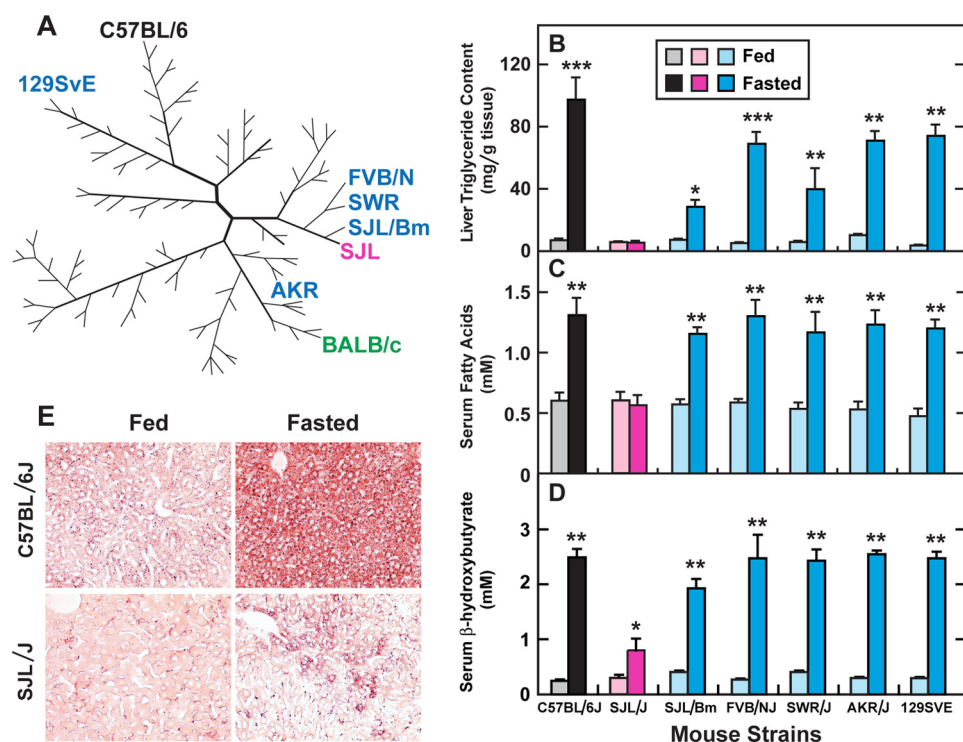 A
C57BL/6
129SvE
FVB/N
SWR
SJL/Bm
SJL
AKR
BALB/c
B
Fed
Fasted
Liver Triglyceride Content
(mg/g tissue)
120
80
40
0
***
*
***
**
**
**
C
Serum Fatty Acids
(mM)
1.5
1.0
0.5
0
**
**
**
**
**
**
D
Serum β-hydroxybutyrate
(mM)
3
2
1
0
**
*
**
**
**
**
**
C57BL/6J
SJL/J
SJL/Bm
FVB/NJ
SWR/J
AKR/J
129SVE
Mouse Strains
E
Fed
Fasted
C57BL/6J
SJL/J